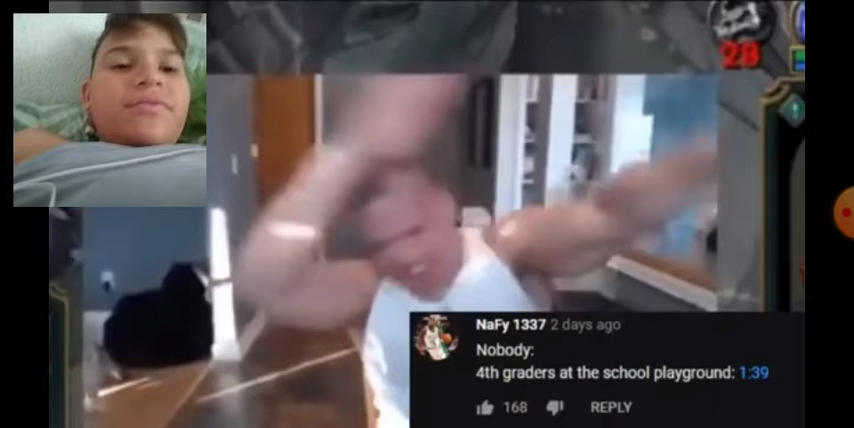 28
NaFy 1337 2 days ago
Nobody:
4th graders at the school playground: 1:39
168 REPLY